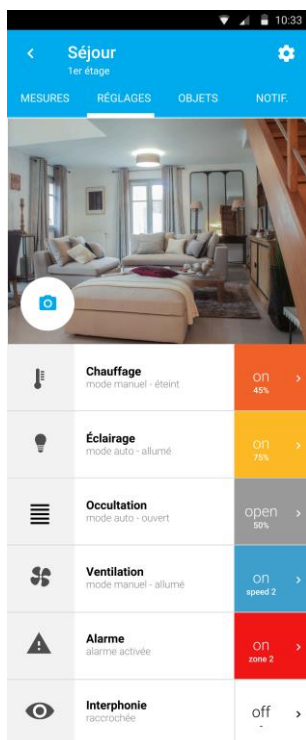 10:33
Séjour
1er étage
MESURES RÉGLAGES OBJETS NOTIF.
Chauffage
mode manuel - éteint
on
45%
Éclairage
mode auto - allumé
on
75%
Occultation
mode auto - ouvert
open
50%
Ventilation
mode manuel - allumé
on
speed 2
Alarme
alarme activée
on
zone 2
Interphonie
raccrochée
off
-